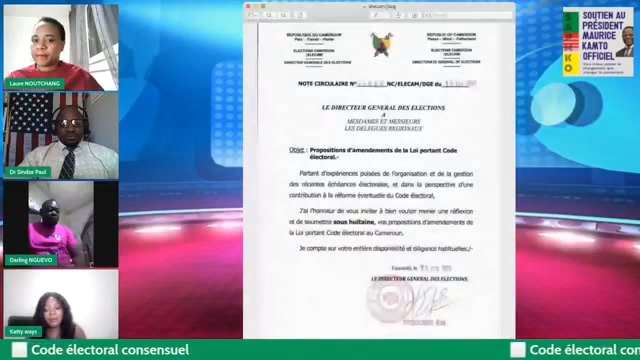 Laure NOUTCHANG
Dr Sindze Paul
Darling NGUEVO
Katty ways
REPUBLIQUE DU CAMEROUN
Paix - Travail - Patrie
ELECTIONS CAMEROON
(ELECAM)
DIRECTION GENERALE DES ELECTIONS
REPUBLIC OF CAMEROON
Peace - Work - Fatherland
ELECTIONS CAMEROON
(ELECAM)
DIRECTORATE GENERAL OF ELECTIONS
NOTE CIRCULAIRE N° NC/ELECAM/DGE du
LE DIRECTEUR GENERAL DES ELECTIONS
A
MESDAMES ET MESSIEURS
LES DELEGUES REGIONAUX
Objet : Propositions d'amendements de la Loi portant Code
électoral.-
Partant d'expériences puisées de l'organisation et de la gestion
des récentes échéances électorales, et dans la perspective d'une
contribution à la réforme éventuelle du Code électoral,
J'ai l'honneur de vous inviter à bien vouloir mener une réflexion
et de soumettre sous huitaine, vos propositions d'amendements de
la Loi portant Code électoral au Cameroun.
Je compte sur votre entière disponibilité et diligence habituelles./-
Yaoundé, le
LE DIRECTEUR GENERAL DES ELECTIONS,
SOUTIEN AU
PRÉSIDENT
MAURICE
KAMTO
OFFICIEL
Code électoral consensuel
Code électoral con